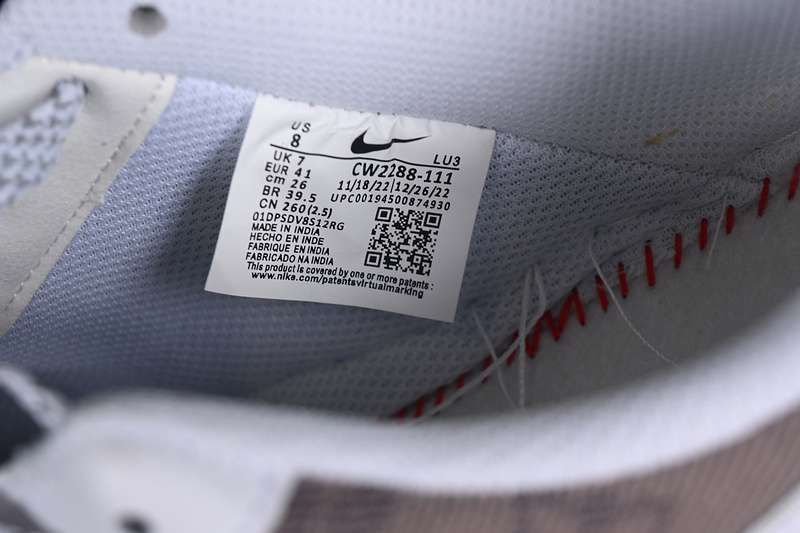 US
8
UK 7
EUR 41
cm 26
BR 39.5
CN 260 (2.5)
LU3
CW2288-111
11/18/22 | 12/26/22
UPC00194500874930
01DPSDV8S12RG
MADE IN INDIA
HECHO EN INDE
FABRIQUE EN INDIA
FABRICADO NA INDIA
This product is covered by one or more patents :
www.nika.com/patentsvirtualmarking